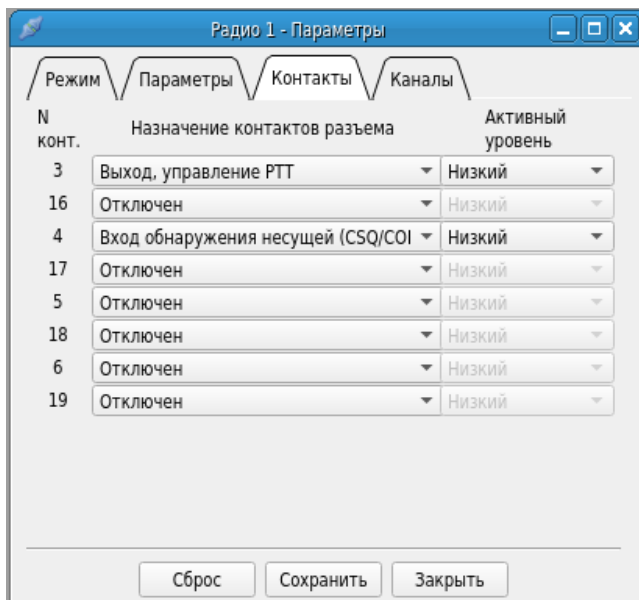 Радио 1 - Параметры
Режим Параметры Контакты Каналы
N конт. Назначение контактов разъема Активный уровень
3 Выход, управление PTT Низкий
16 Отключен Низкий
4 Вход обнаружения несущей (CSQ/COI Низкий
17 Отключен Низкий
5 Отключен Низкий
18 Отключен Низкий
6 Отключен Низкий
19 Отключен Низкий
Сброс Сохранить Закрыть